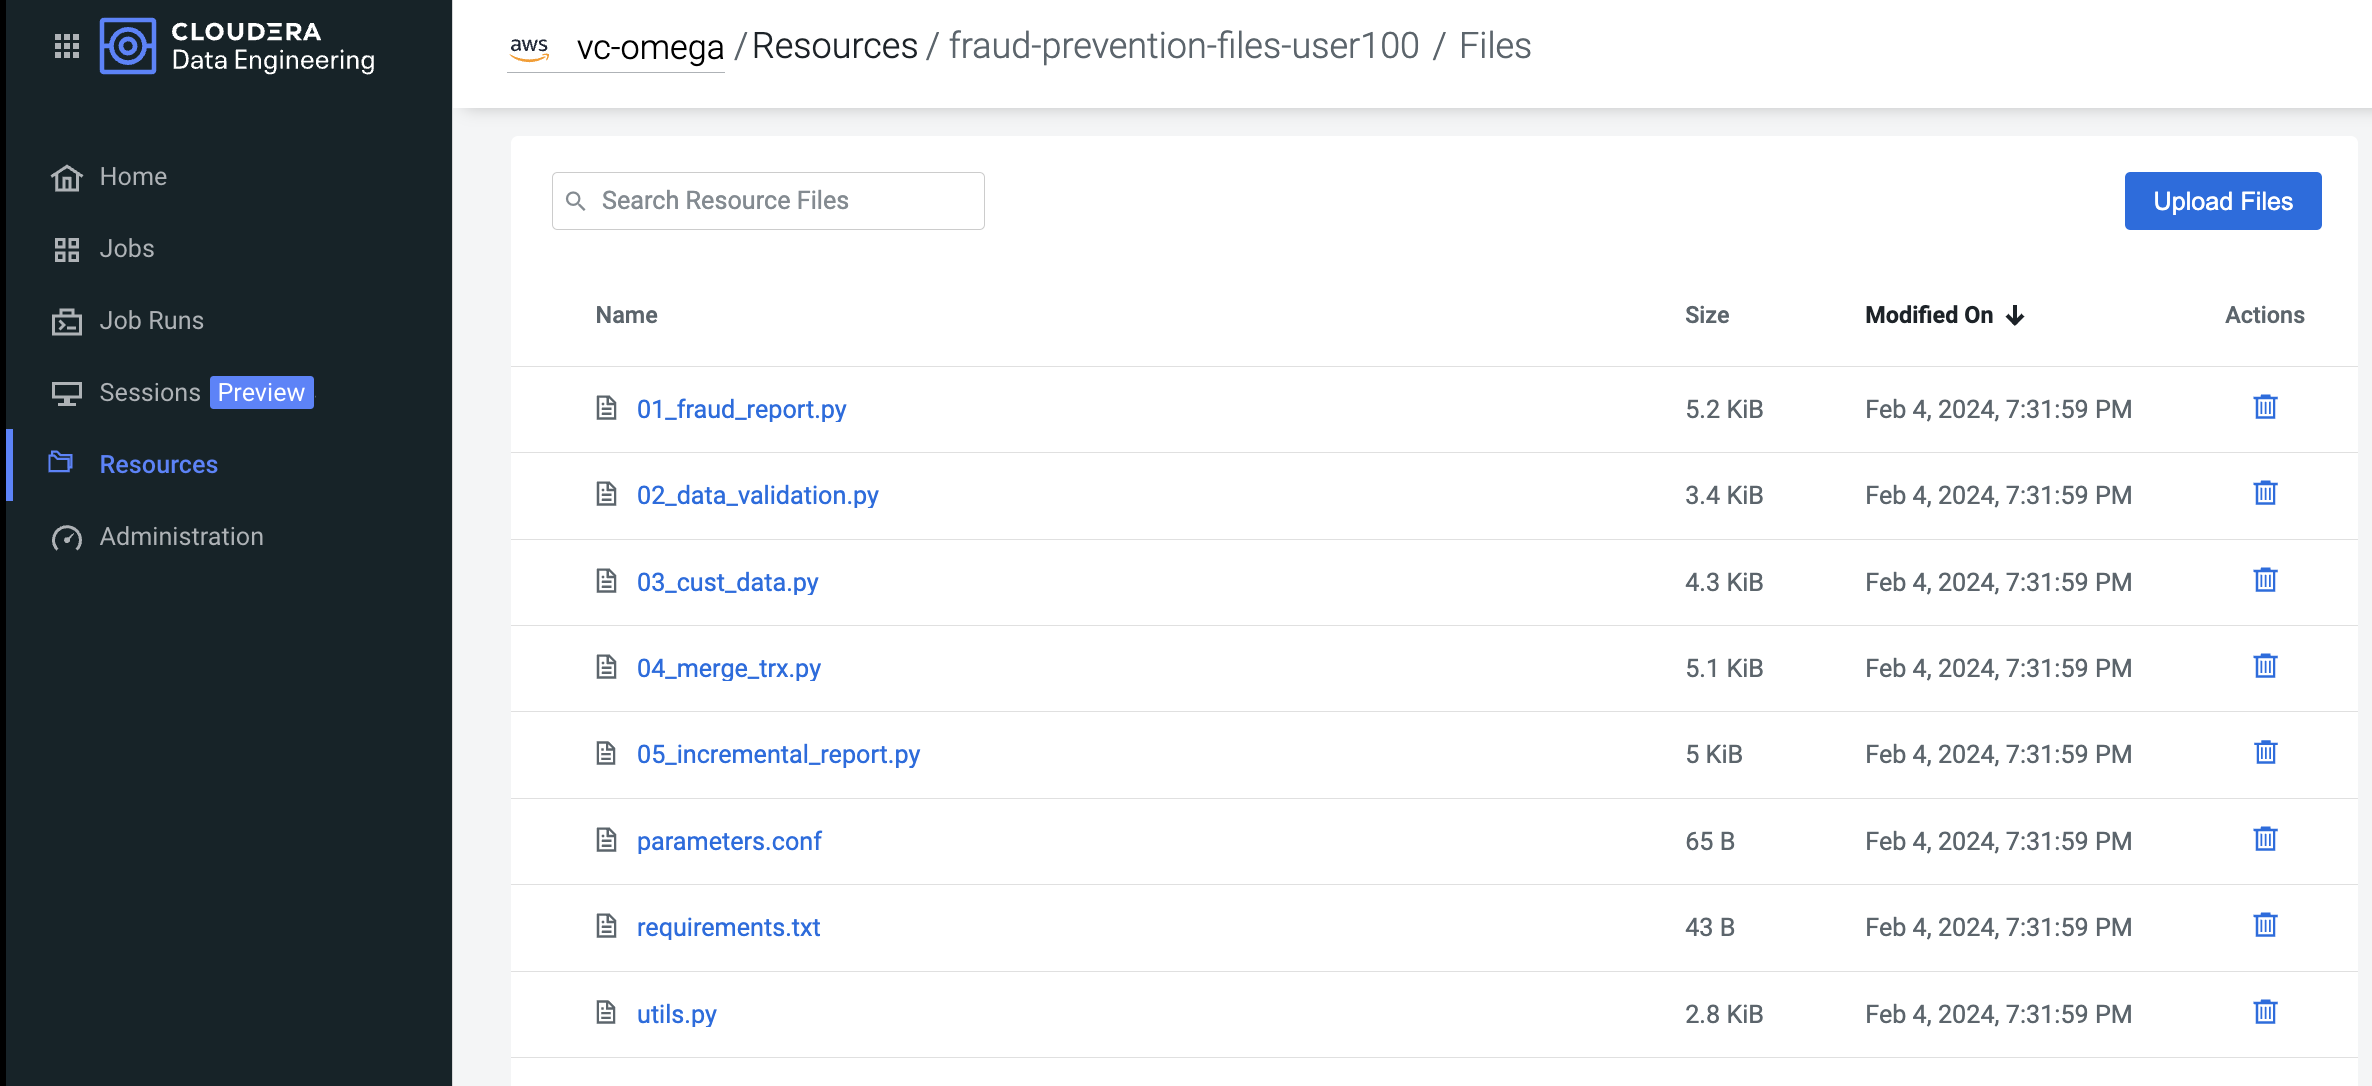 CLOUDERA
Data Engineering
aws vc-omega / Resources / fraud-prevention-files-user100 / Files
Home
Jobs
Job Runs
Sessions Preview
Resources
Administration
Search Resource Files
Upload Files
Name Size Modified On Actions
01_fraud_report.py 5.2 KiB Feb 4, 2024, 7:31:59 PM
02_data_validation.py 3.4 KiB Feb 4, 2024, 7:31:59 PM
03_cust_data.py 4.3 KiB Feb 4, 2024, 7:31:59 PM
04_merge_trx.py 5.1 KiB Feb 4, 2024, 7:31:59 PM
05_incremental_report.py 5 KiB Feb 4, 2024, 7:31:59 PM
parameters.conf 65 B Feb 4, 2024, 7:31:59 PM
requirements.txt 43 B Feb 4, 2024, 7:31:59 PM
utils.py 2.8 KiB Feb 4, 2024, 7:31:59 PM